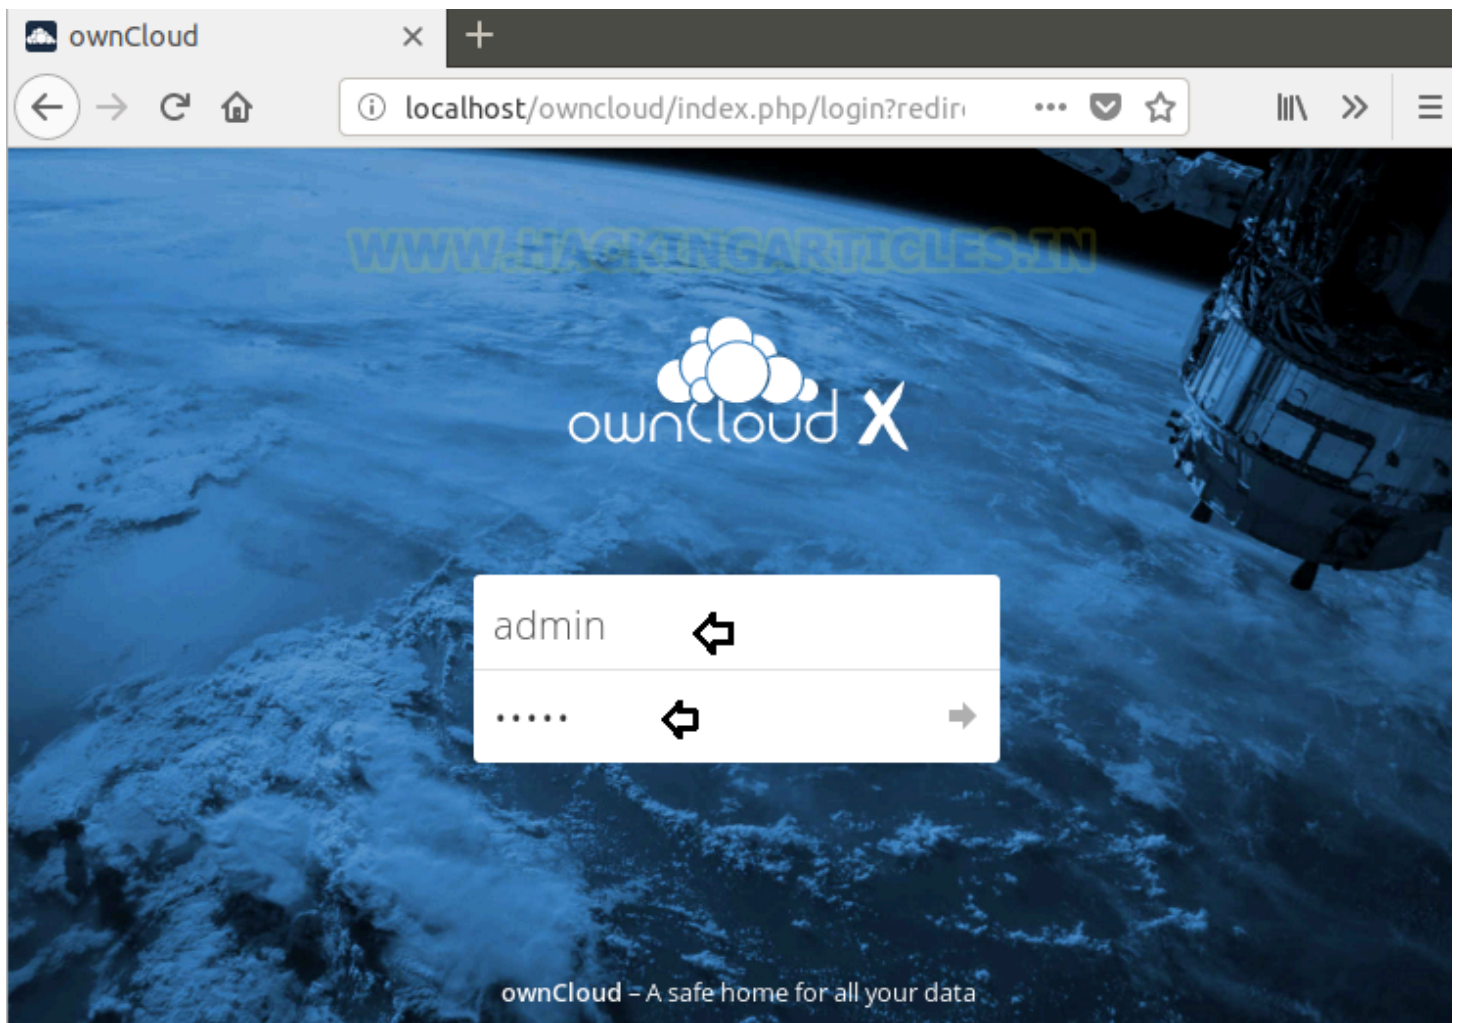 ownCloud
localhost/owncloud/index.php/login?redir
WWW.HACKINGARTICLES.IN
ownCloud X
admin
•••••
ownCloud – A safe home for all your data